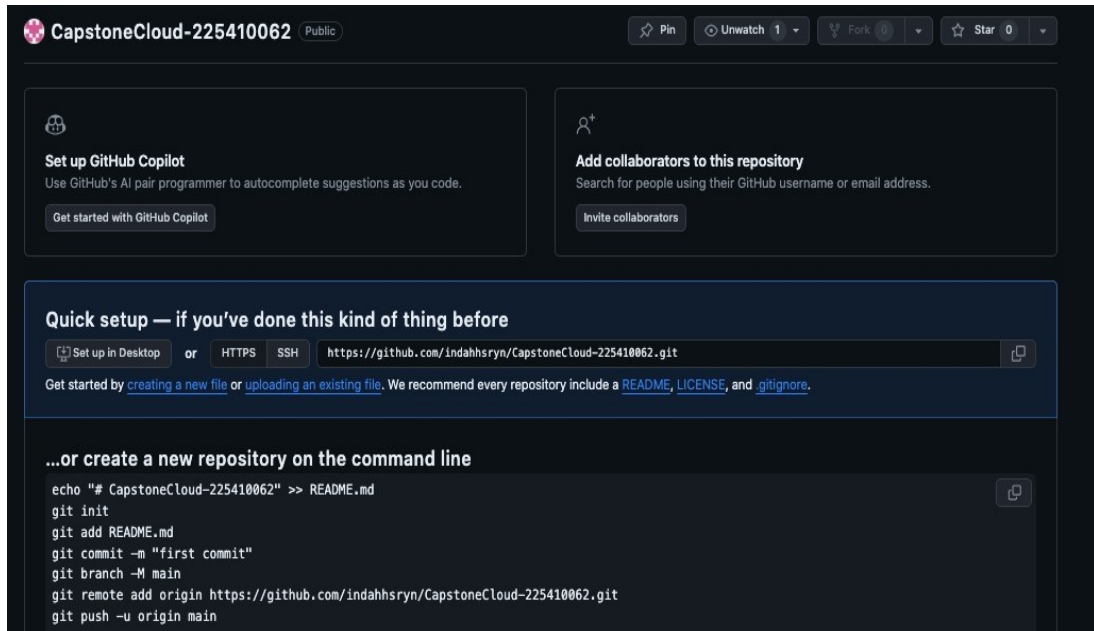 CapstoneCloud-225410062 Public
Pin
Unwatch 1
Fork 0
Star 0
Set up GitHub Copilot
Use GitHub's AI pair programmer to autocomplete suggestions as you code.
Get started with GitHub Copilot
Add collaborators to this repository
Search for people using their GitHub username or email address.
Invite collaborators
Quick setup — if you've done this kind of thing before
Set up in Desktop or HTTPS SSH https://github.com/indahhsryn/CapstoneCloud-225410062.git
Get started by creating a new file or uploading an existing file. We recommend every repository include a README, LICENSE, and .gitignore.
...or create a new repository on the command line
echo "# CapstoneCloud-225410062" >> README.md
git init
git add README.md
git commit -m "first commit"
git branch -M main
git remote add origin https://github.com/indahhsryn/CapstoneCloud-225410062.git
git push -u origin main